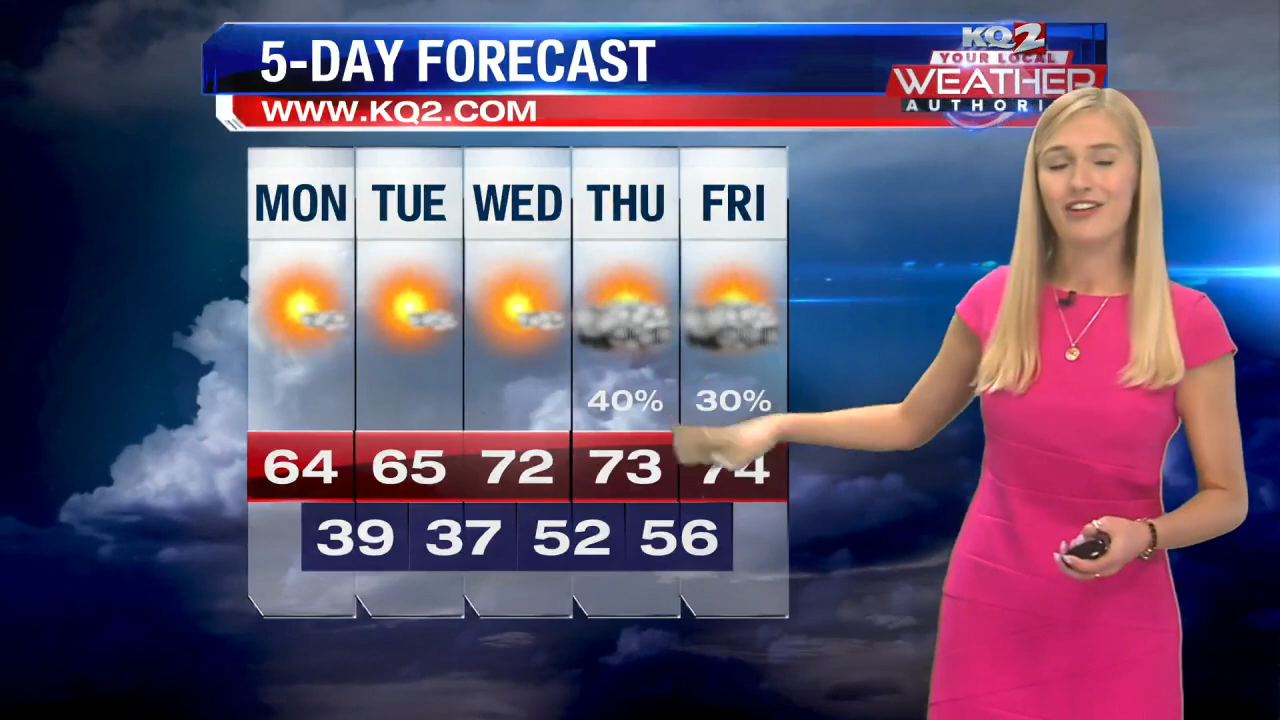 5-DAY FORECAST
WWW.KQ2.COM
KQ2
YOUR LOCAL
WEATHER
AUTHORI
MON TUE WED THU FRI
40% 30%
64 65 72 73 74
39 37 52 56